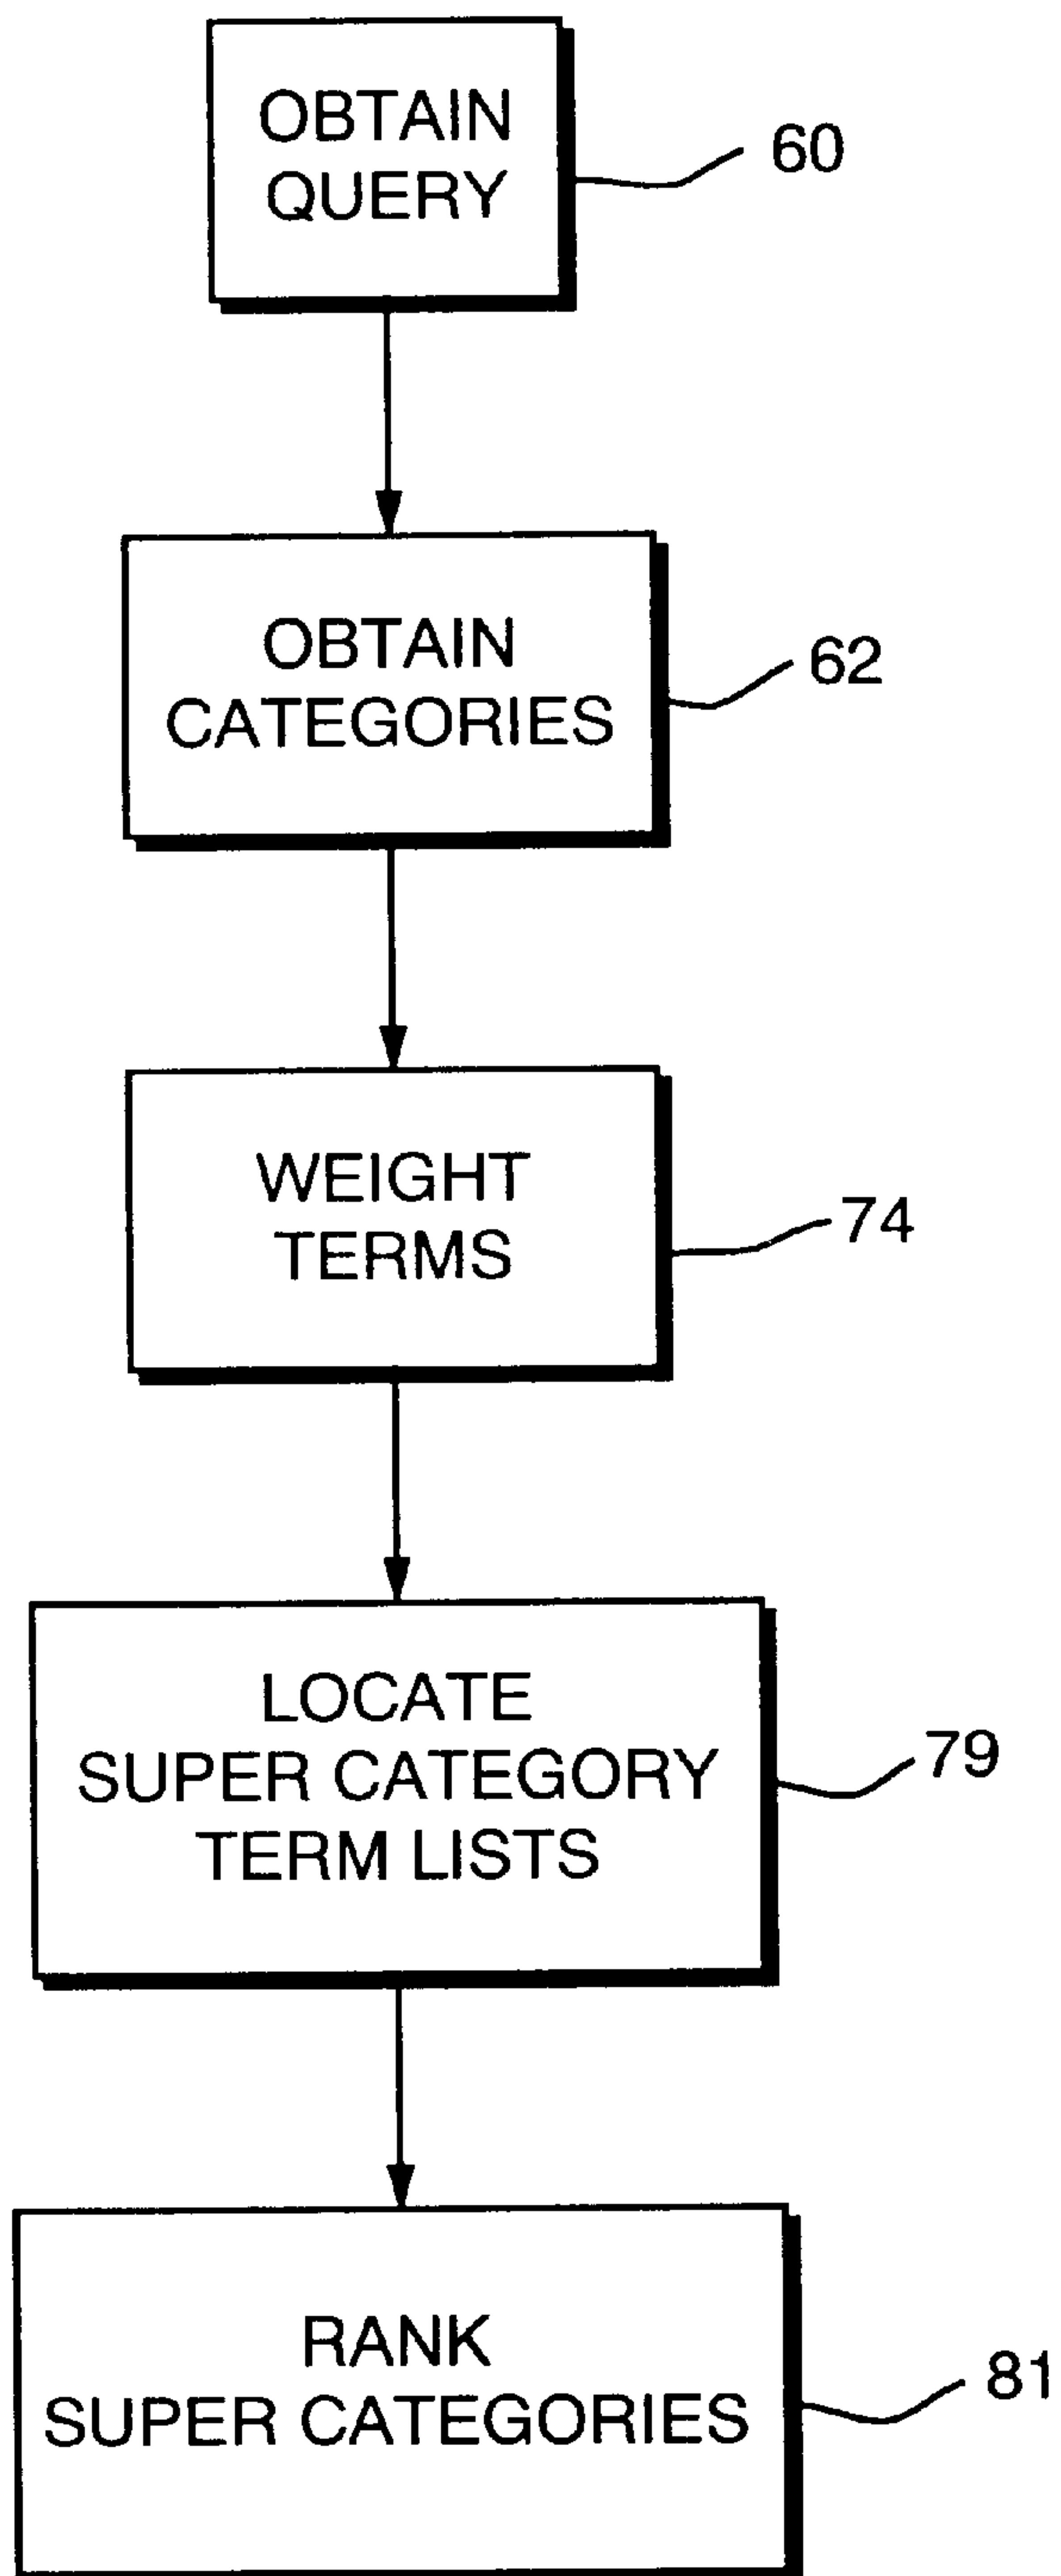 OBTAIN
QUERY
60
OBTAIN
CATEGORIES
62
WEIGHT
TERMS
74
LOCATE
SUPER CATEGORY
TERM LISTS
79
RANK
SUPER CATEGORIES
81